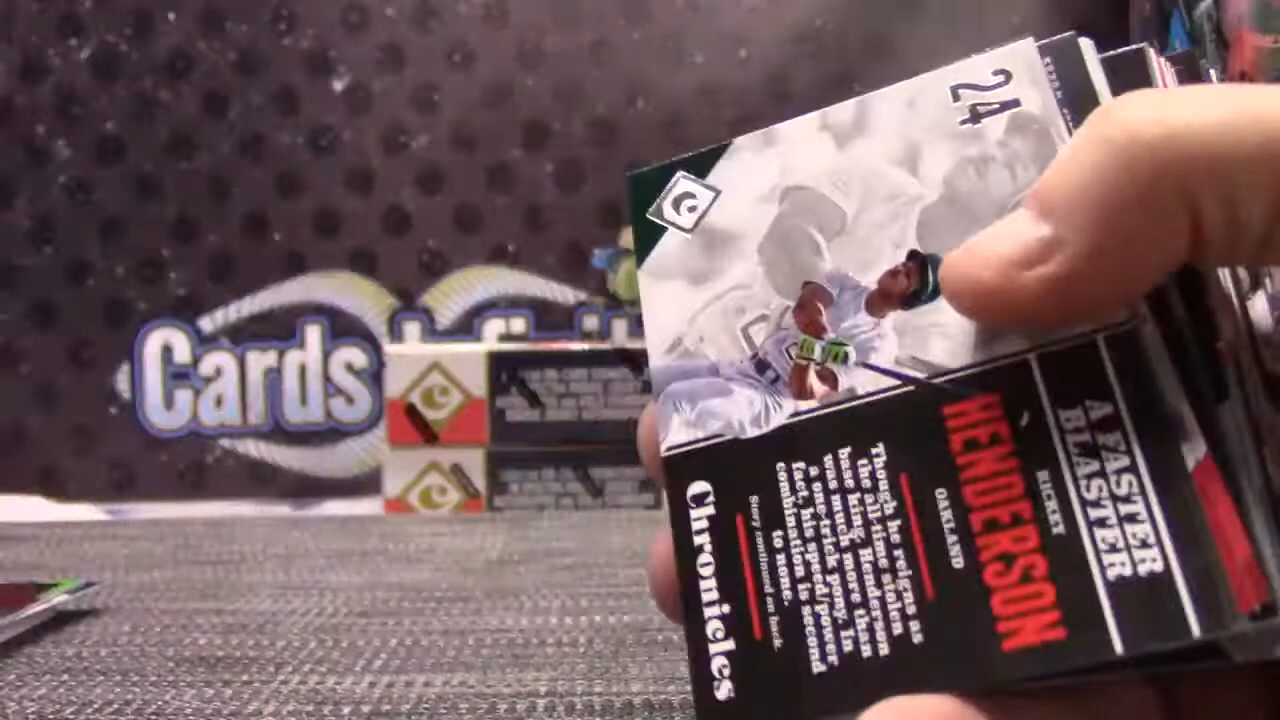 24
A FASTER
BLASTER
RICKEY
HENDERSON
OAKLAND
Though he reigns as
the all-time stolen
base king, Henderson
was much more than
a one-trick pony. In
fact, his speed/power
combination is second
to none.
Story continued on back.
Chronicles
Cards